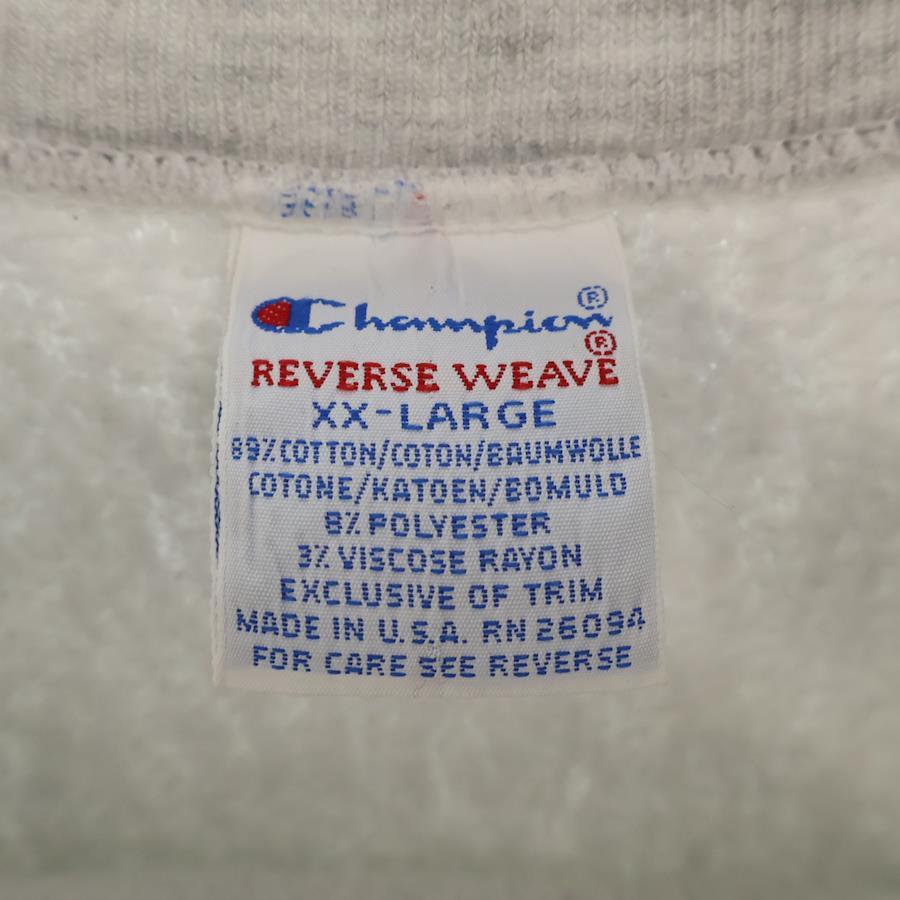 Champion®
REVERSE WEAVE®
XX-LARGE
89% COTTON/COTON/BAUMWOLLE
COTONE/KATOEN/BOMULD
8% POLYESTER
3% VISCOSE RAYON
EXCLUSIVE OF TRIM
MADE IN U.S.A. RN 26094
FOR CARE SEE REVERSE